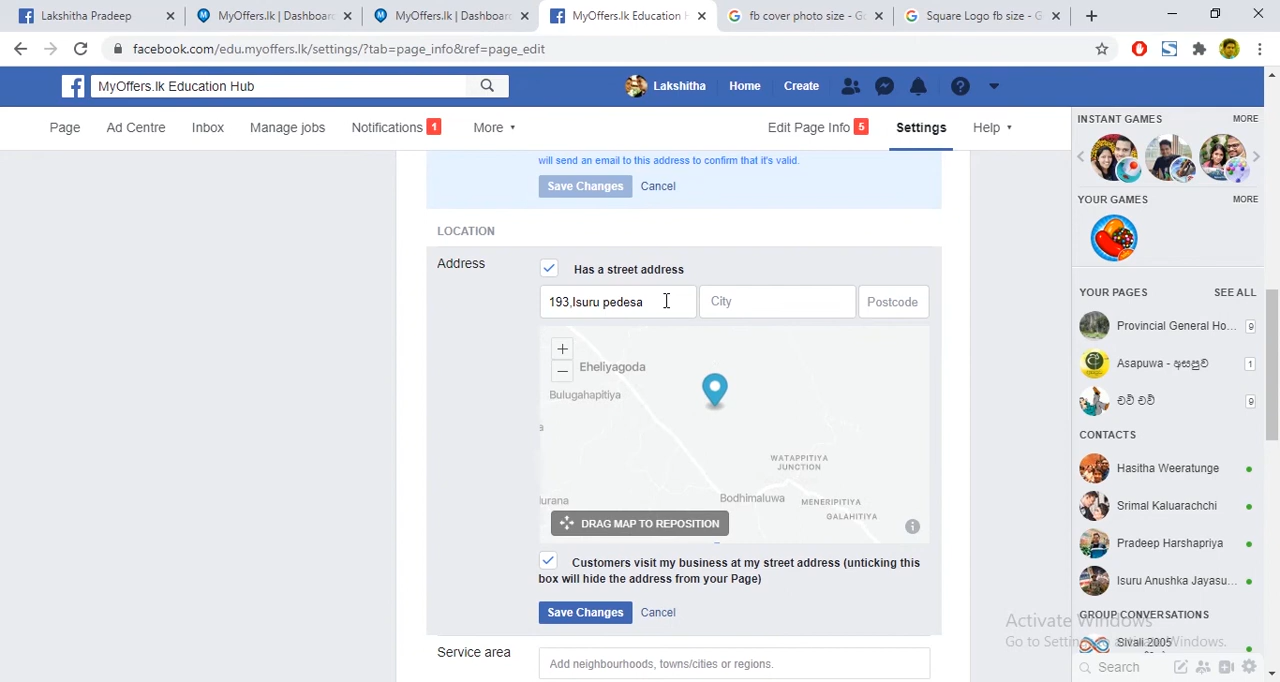 Lakshitha Pradeep
MyOffers.lk | Dashboar
MyOffers.lk | Dashboar
MyOffers.lk Education H
fb cover photo size - Go
Square Logo fb size - G
facebook.com/edu.myoffers.lk/settings/?tab=page_info&ref=page_edit
MyOffers.lk Education Hub
Lakshitha Home Create
Page Ad Centre Inbox Manage jobs Notifications 1 More
Edit Page Info 5 Settings Help
will send an email to this address to confirm that it's valid.
Save Changes Cancel
LOCATION
Address
Has a street address
193,Isuru pedesa City Postcode
Eheliyagoda
Bulugahapitiya
WATAPPITIYA
JUNCTION
Bodhimaluwa
MENERIPITIYA
GALAHITIYA
DRAG MAP TO REPOSITION
Customers visit my business at my street address (unticking this
box will hide the address from your Page)
Save Changes Cancel
Service area
Add neighbourhoods, towns/cities or regions.
INSTANT GAMES MORE
YOUR GAMES MORE
YOUR PAGES SEE ALL
Provincial General Ho... 9
Asapuwa - අසපුව 1
චව් චව් 9
CONTACTS
Hasitha Weeratunge
Srimal Kaluarachchi
Pradeep Harshapriya
Isuru Anushka Jayasu...
GROUP CONVERSATIONS
Sivali 2005
Search
Activate Windows
Go to Settings to activate Windows.